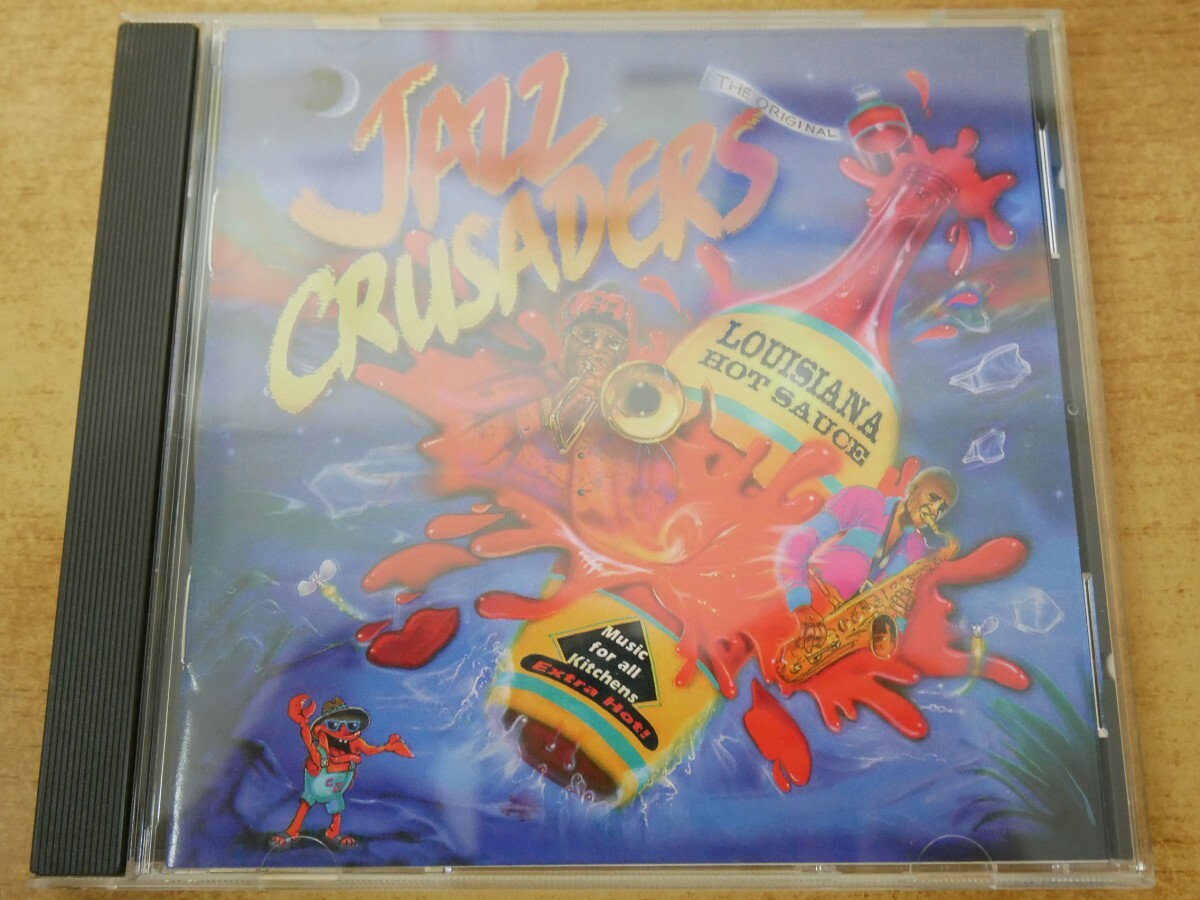 THE ORIGINAL
JAZZ
CRUSADERS
LOUISIANA
HOT SAUCE
Music
for all
Kitchens
Extra Hot!